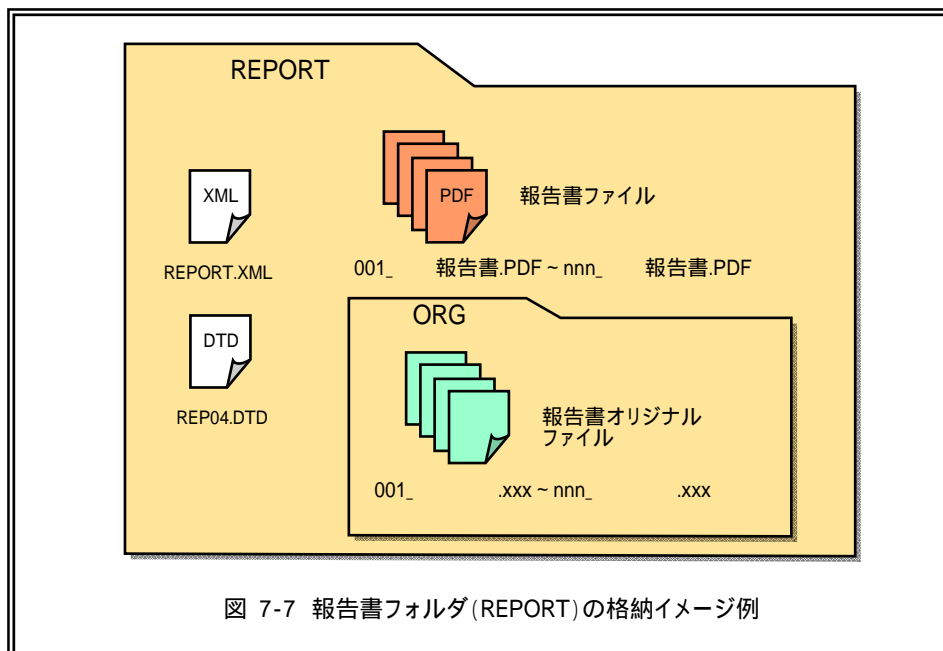 REPORT
XML
PDF
報告書ファイル
REPORT.XML
001_ 報告書.PDF ~ nnn_ 報告書.PDF
ORG
DTD
報告書オリジナル
ファイル
REP04.DTD
001_ .xxx ~ nnn_ .xxx
図 7-7 報告書フォルダ(REPORT)の格納イメージ例